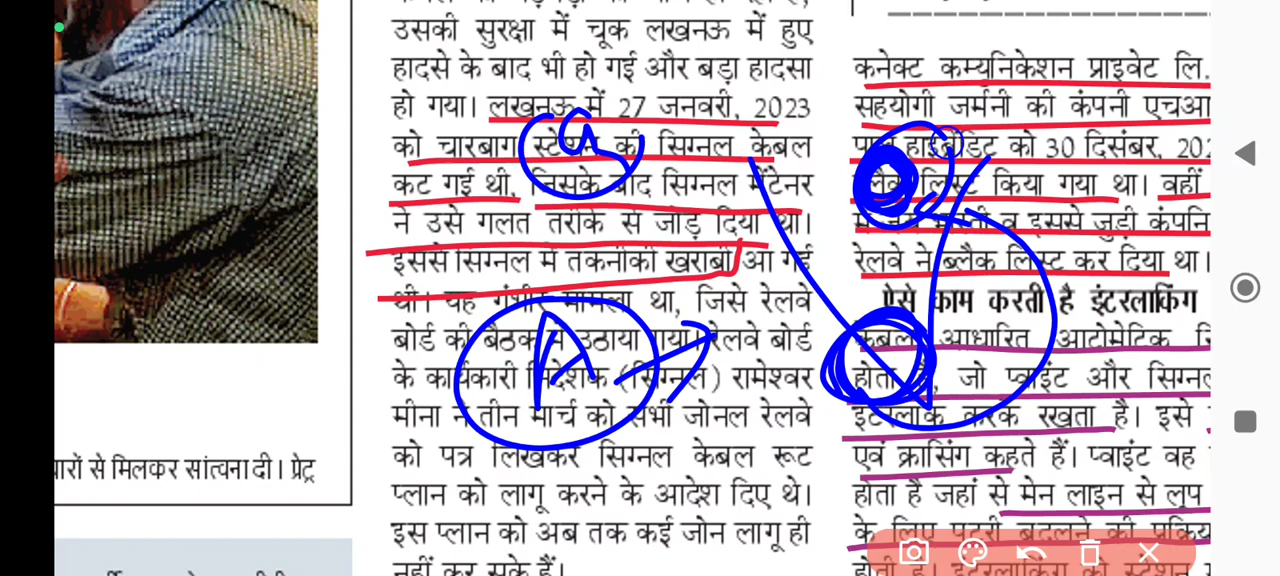 उसकी सुरक्षा में चूक लखनऊ में हुए
हादसे के बाद भी हो गई और बड़ा हादसा
हो गया। लखनऊ में 27 जनवरी, 2023
को चारबाग स्टेशन की सिग्नल केबल
कट गई थी, जिसके बाद सिग्नल मेंटेनर
ने उसे गलत तरीके से जोड़ दिया था।
इससे सिग्नल में तकनीकी खराबी आ गई
थी। यह गंभीर मामला था, जिसे रेलवे
बोर्ड की बैठक में उठाया गया। रेलवे बोर्ड
के कार्यकारी निदेशक (सिग्नल) रामेश्वर
मीना ने तीन मार्च को सभी जोनल रेलवे
को पत्र लिखकर सिग्नल केबल रूट
प्लान को लागू करने के आदेश दिए थे।
इस प्लान को अब तक कई जोन लागू ही
नहीं कर सके हैं।
कनेक्ट कम्युनिकेशन प्राइवेट लि.
सहयोगी जर्मनी की कंपनी एचआ
को 30 दिसंबर, 202
लिस्ट किया गया था। वहीं
व इससे जुड़ी कंपनि
रेलवे ने ब्लैक लिस्ट कर दिया था।
ऐसे काम करती है इंटरलाकिंग
केबल आधारित आटोमेटिक सि
होता है, जो प्वाइंट और सिग्नल
इंटरलाक करके रखता है। इसे
एवं क्रासिंग कहते हैं। प्वाइंट वह
होता है जहां से मेन लाइन से लूप
के लिए पटरी बदलने की प्रक्रिय
होती है। इंटरलाकिंग को स्टेशन
यारों से मिलकर सांत्वना दी। प्रेट्र